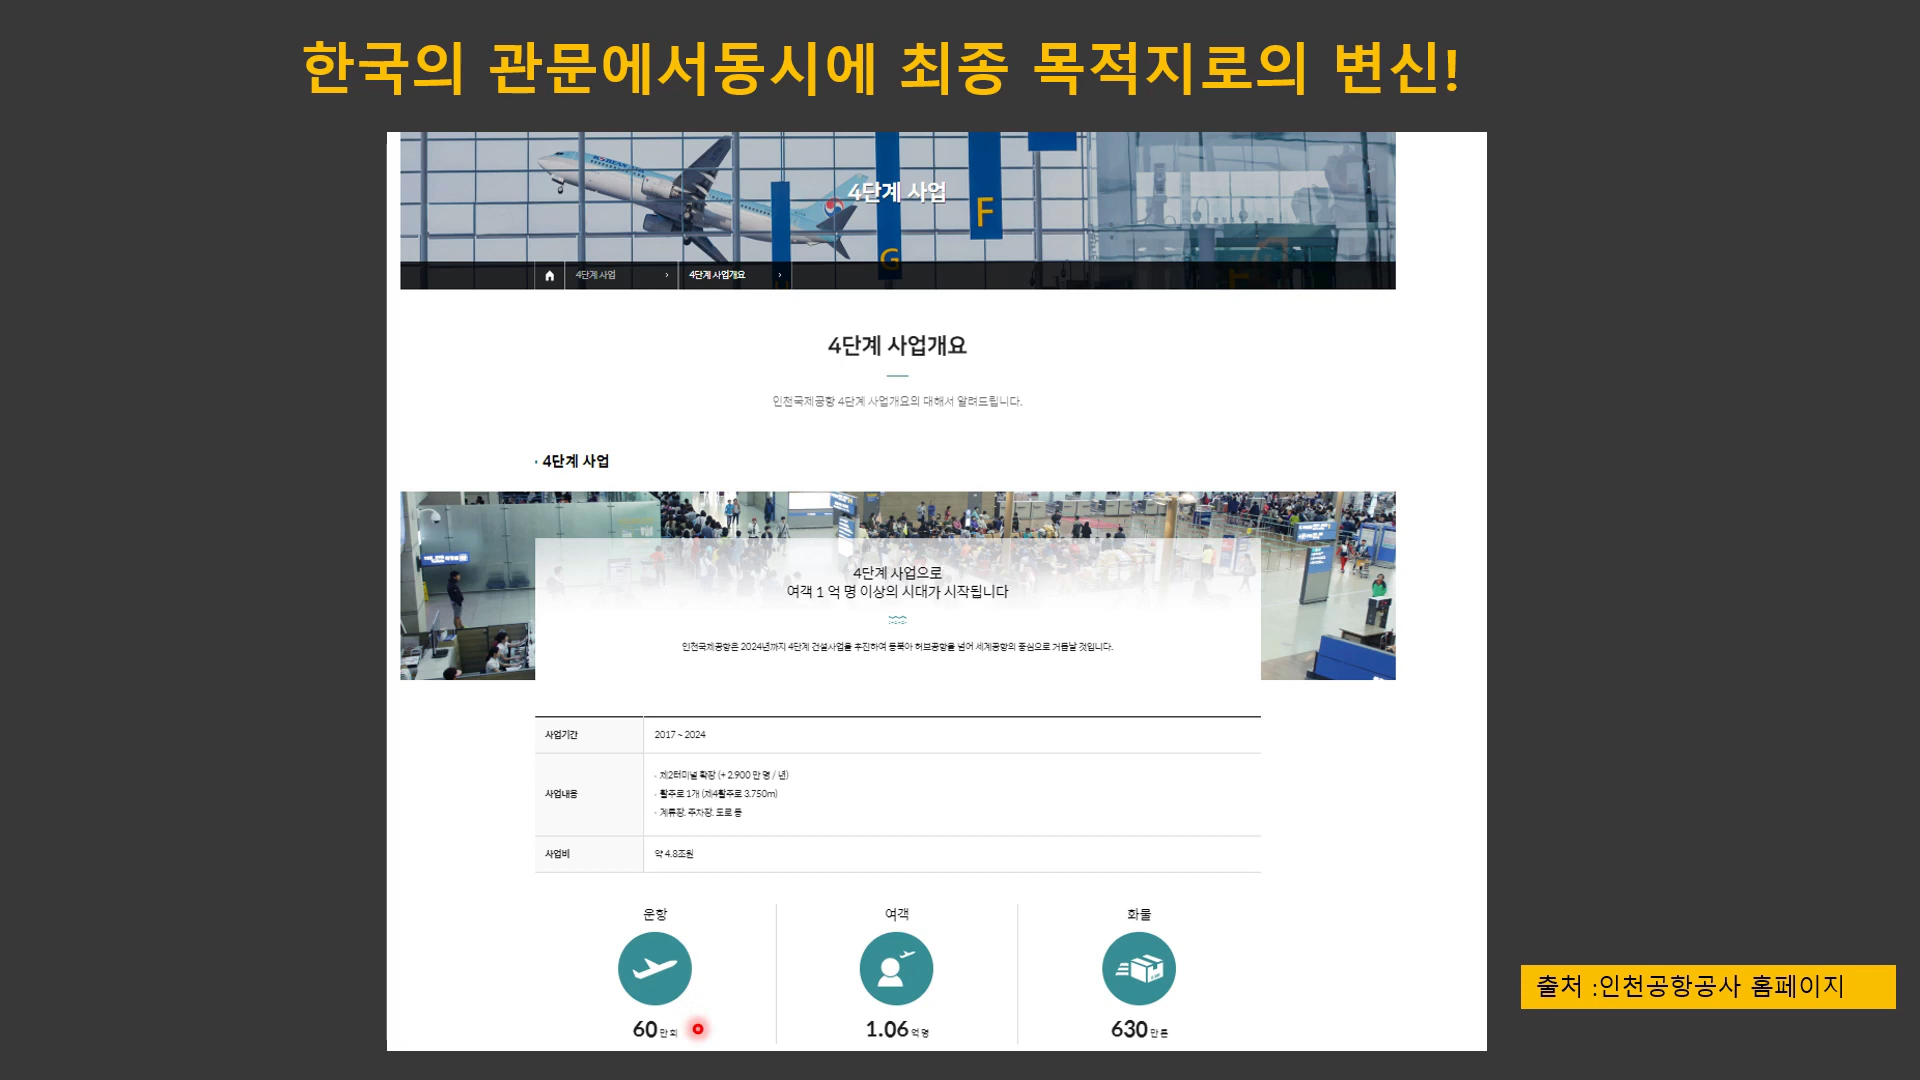 한국의 관문에서동시에 최종 목적지로의 변신!
KOREAN
4단계 사업
F
G
4단계 사업 › 4단계 사업개요 ›
4단계 사업개요
인천국제공항 4단계 사업개요의 대해서 알려드립니다.
· 4단계 사업
4단계 사업으로
여객 1 억 명 이상의 시대가 시작됩니다
인천국제공항은 2024년까지 4단계 건설사업을 추진하여 동북아 허브공항을 넘어 세계공항의 중심으로 거듭날 것입니다.
사업기간 2017 ~ 2024
사업내용
· 제2터미널 확장 (+ 2,900 만 명 / 년)
· 활주로 1개 (제4활주로 3,750m)
· 계류장, 주차장, 도로 등
사업비 약 4.8조원
운항 여객 화물
60만회 1.06억명 630만톤
출처 :인천공항공사 홈페이지